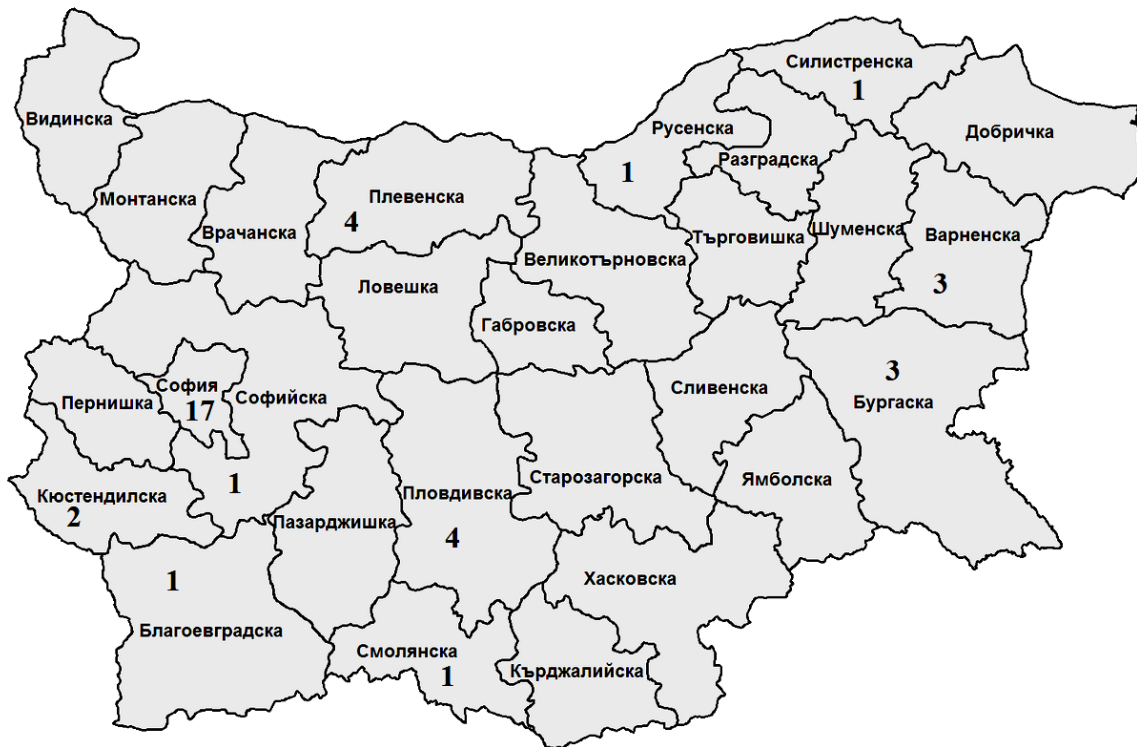 Силистренска
1
Видинска
Русенска
Добричка
Разградска
1
Монтанска
Плевенска
4
Врачанска
Търговишка
Шуменска
Варненска
Великотърновска
3
Ловешка
Габровска
3
София
17
Софийска
Сливенска
Бургаска
Пернишка
Старозагорска
Ямболска
1
Кюстендилска
2
Пловдивска
4
Пазарджишка
1
Хасковска
Благоевградска
Смолянска
1
Кърджалийска